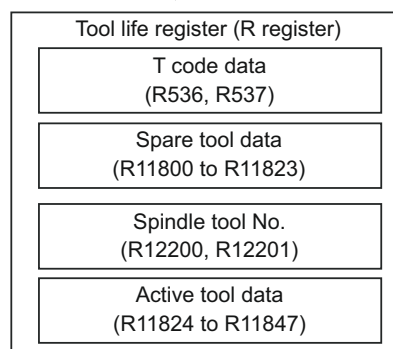 Tool life register (R register)
T code data
(R536, R537)
Spare tool data
(R11800 to R11823)
Spindle tool No.
(R12200, R12201)
Active tool data
(R11824 to R11847)